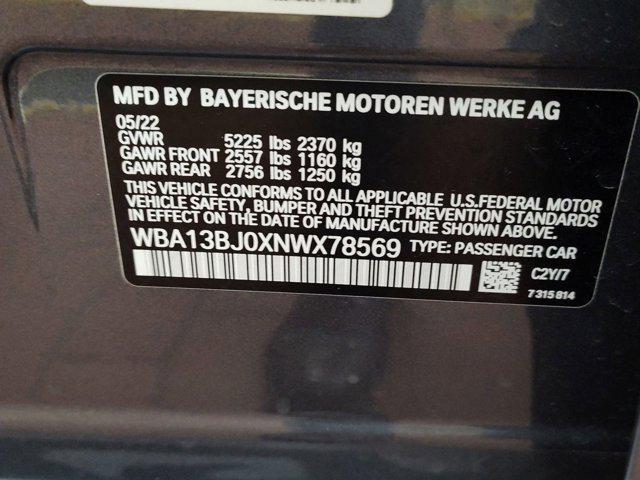 MFD BY BAYERISCHE MOTOREN WERKE AG
05/22
GVWR 5225 lbs 2370 kg
GAWR FRONT 2557 lbs 1160 kg
GAWR REAR 2756 lbs 1250 kg
THIS VEHICLE CONFORMS TO ALL APPLICABLE U.S.FEDERAL MOTOR
VEHICLE SAFETY, BUMPER AND THEFT PREVENTION STANDARDS
IN EFFECT ON THE DATE OF MANUFACTURE SHOWN ABOVE.
WBA13BJ0XNWX78569 TYPE: PASSENGER CAR
C2Y/7
7315814